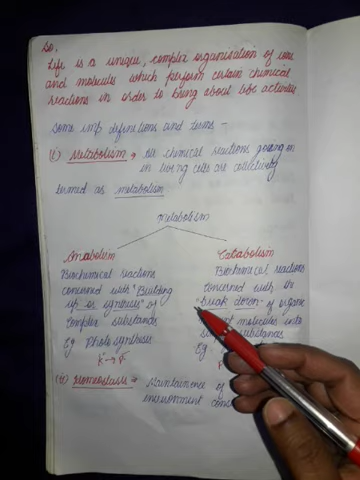 So,
Life is a unique, complex organisation of ions
and molecules which perform certain chemical
reactions in order to bring about life activities
Some imp definitions and terms -
(i) Metabolism → All chemical reactions going on
in living cells are collectively
termed as metabolism.
Metabolism
Anabolism
Biochemical reactions
concerned with "Building
up or synthesis" of
complex substances
Eg Photosynthesis
Catabolism
Biochemical reactions
concerned with the
"break down" of organic
molecules into
substances
Eg
(ii) Homeostasis → Maintainence of
environment cons